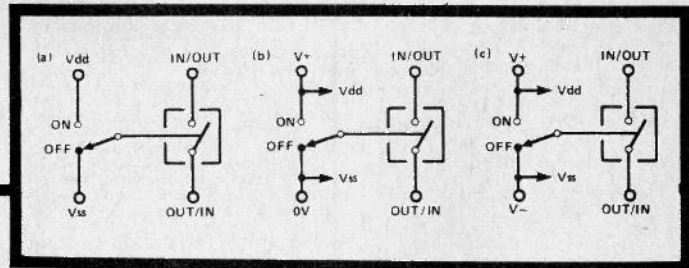 (a) Vdd IN/OUT (b) V+ IN/OUT (c) V+ IN/OUT
Vdd Vdd
ON ON ON
OFF OFF OFF
Vss Vss
Vss OUT/IN 0V OUT/IN V− OUT/IN